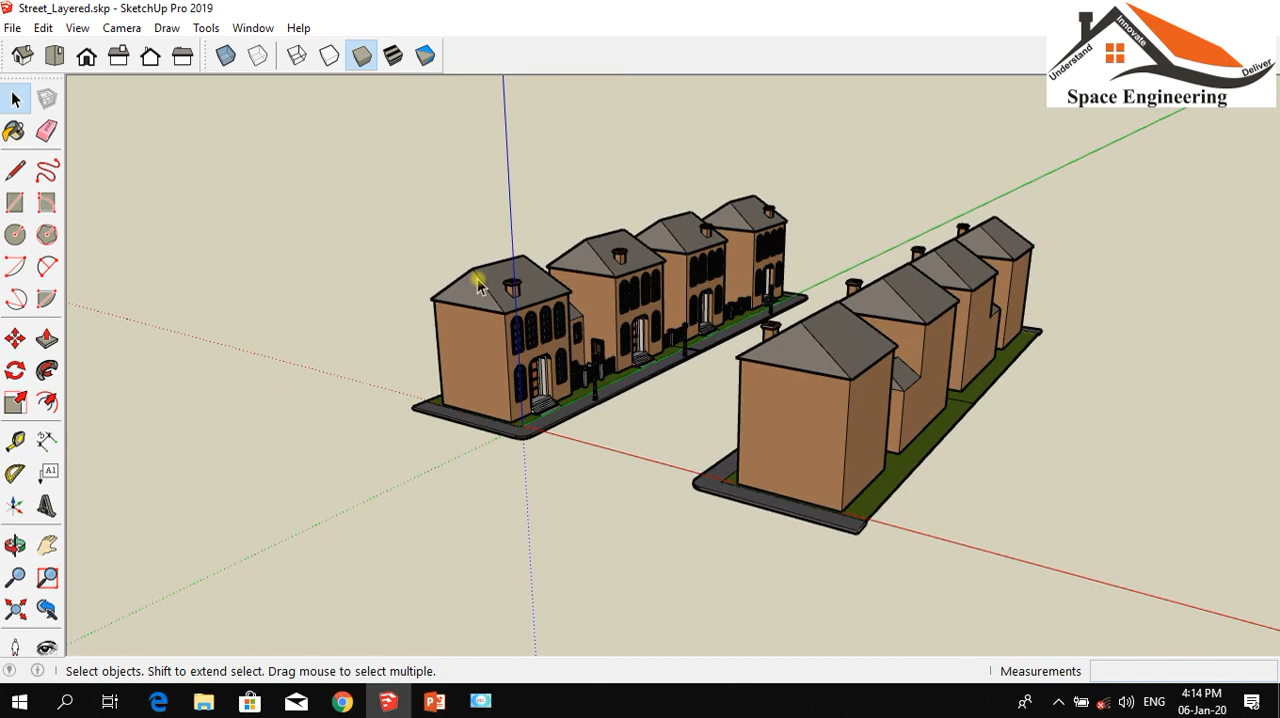 Street_Layered.skp - SketchUp Pro 2019
File Edit View Camera Draw Tools Window Help
Understand
Innovate
Deliver
Space Engineering
A1
Select objects. Shift to extend select. Drag mouse to select multiple.
Measurements
ENG
4:14 PM
06-Jan-20